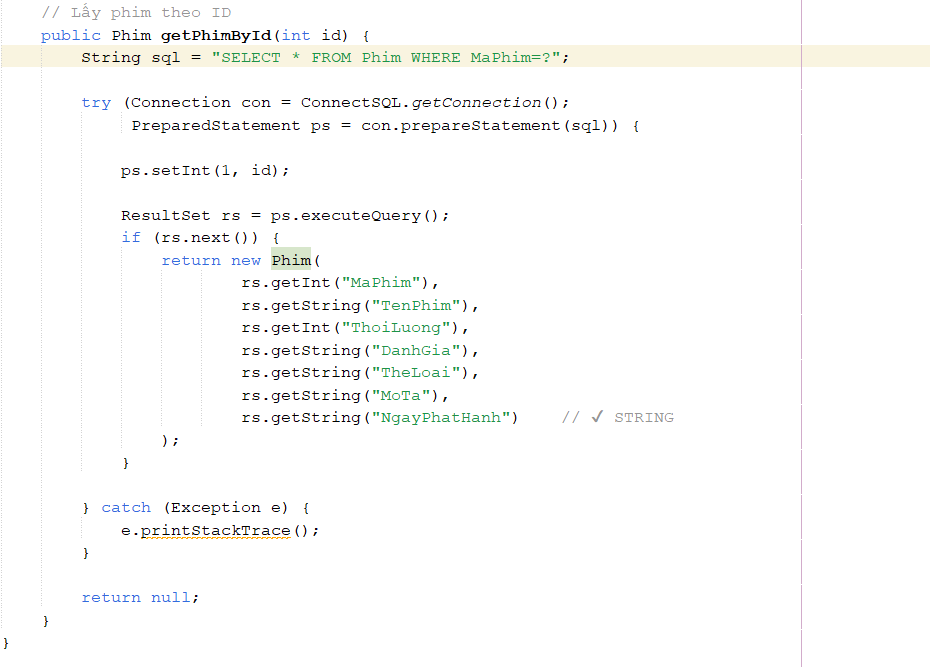 // Lấy phim theo ID
public Phim getPhimById(int id) {
String sql = "SELECT * FROM Phim WHERE MaPhim=?";
try (Connection con = ConnectSQL.getConnection();
PreparedStatement ps = con.prepareStatement(sql)) {
ps.setInt(1, id);
ResultSet rs = ps.executeQuery();
if (rs.next()) {
return new Phim(
rs.getInt("MaPhim"),
rs.getString("TenPhim"),
rs.getInt("ThoiLuong"),
rs.getString("DanhGia"),
rs.getString("TheLoai"),
rs.getString("MoTa"),
rs.getString("NgayPhatHanh") // ✓ STRING
);
}
} catch (Exception e) {
e.printStackTrace();
}
return null;
}
}